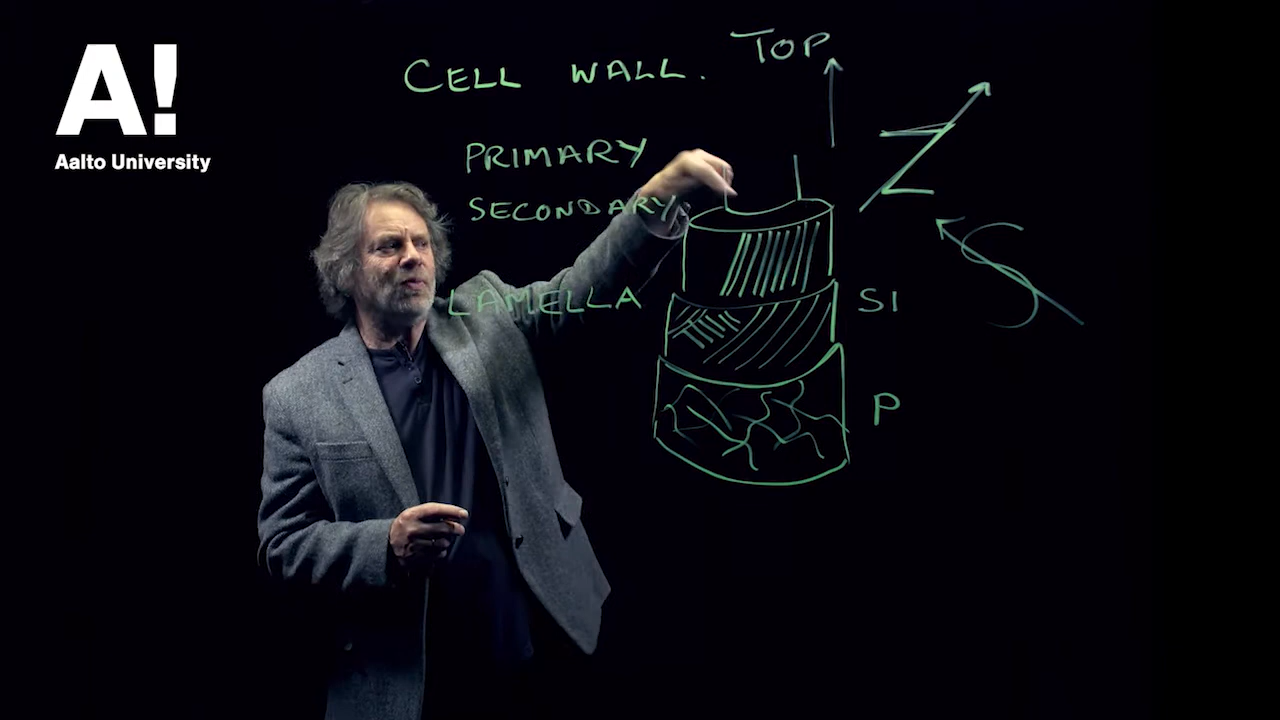 A!
Aalto University
CELL WALL.
TOP
PRIMARY
Z
SECONDARY
S
LAMELLA
S1
P